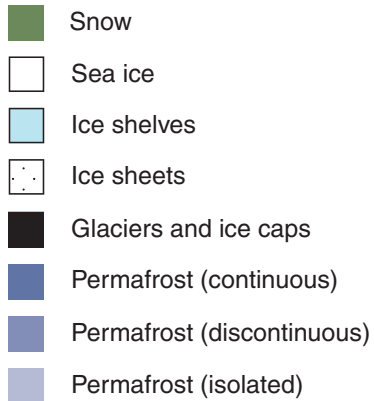 Snow
Sea ice
Ice shelves
Ice sheets
Glaciers and ice caps
Permafrost (continuous)
Permafrost (discontinuous)
Permafrost (isolated)